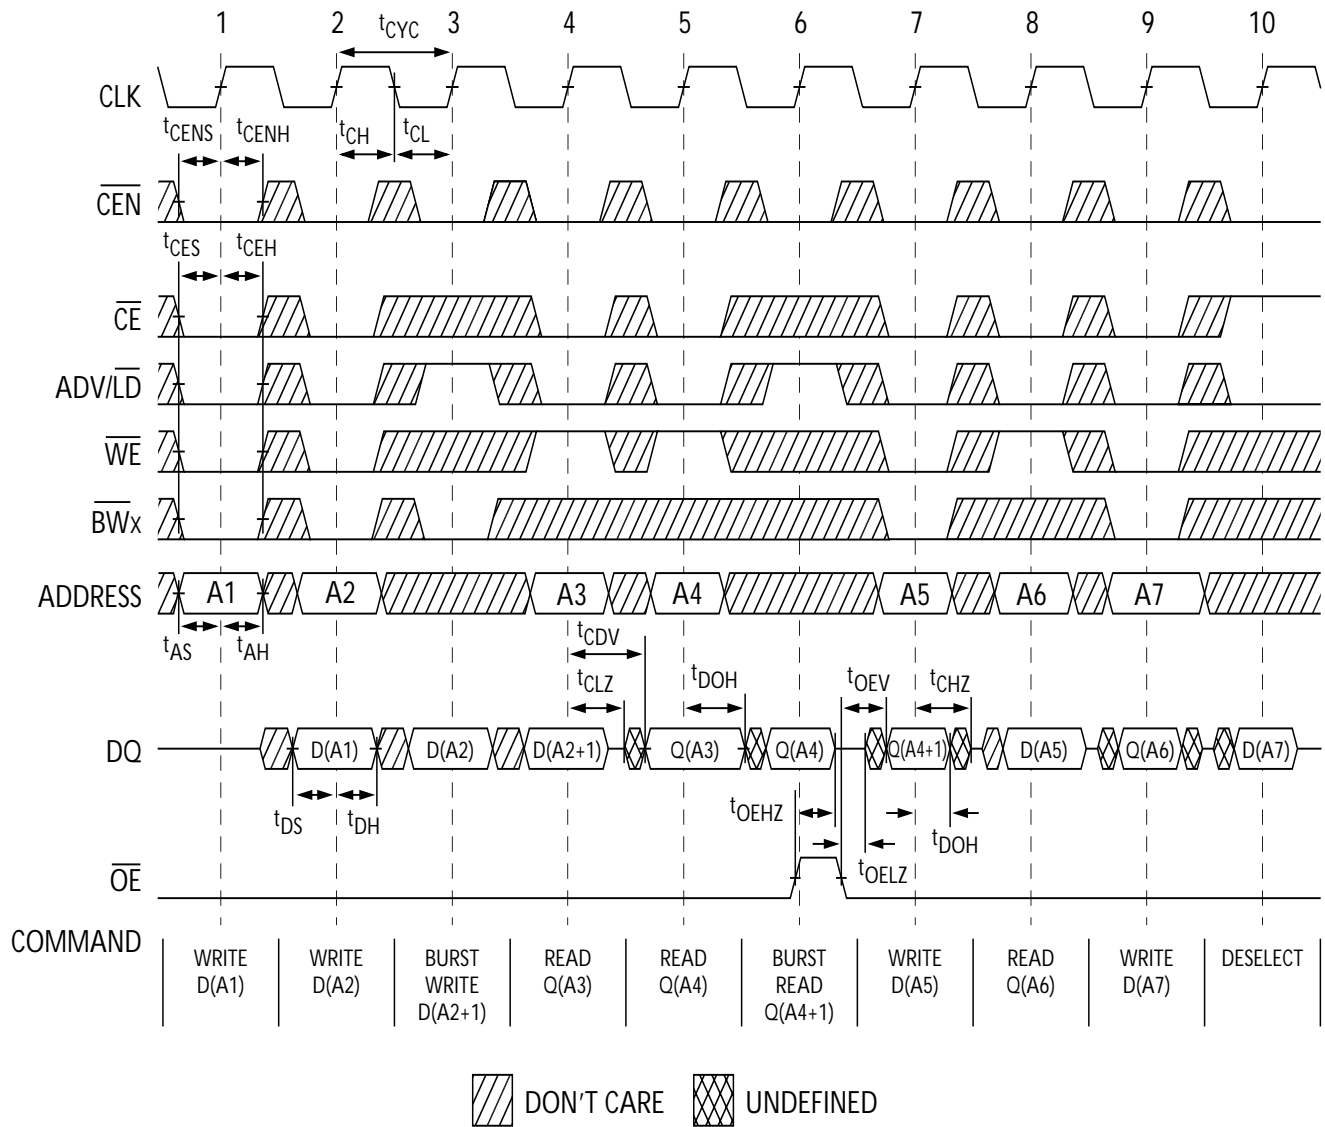 1 2 tCYC 3 4 5 6 7 8 9 10
CLK
tCENS tCENH tCH tCL
CEN
tCES tCEH
CE
ADV/LD
WE
BWx
ADDRESS A1 A2 A3 A4 A5 A6 A7
tAS tAH tCDV
tCLZ tDOH tOEV tCHZ
DQ D(A1) D(A2) D(A2+1) Q(A3) Q(A4) Q(A4+1) D(A5) Q(A6) D(A7)
tDS tDH tOEHZ tDOH
tOELZ
OE
COMMAND
WRITE WRITE BURST READ READ BURST WRITE READ WRITE DESELECT
D(A1) D(A2) WRITE Q(A3) Q(A4) READ D(A5) Q(A6) D(A7)
D(A2+1) Q(A4+1)
DON'T CARE UNDEFINED